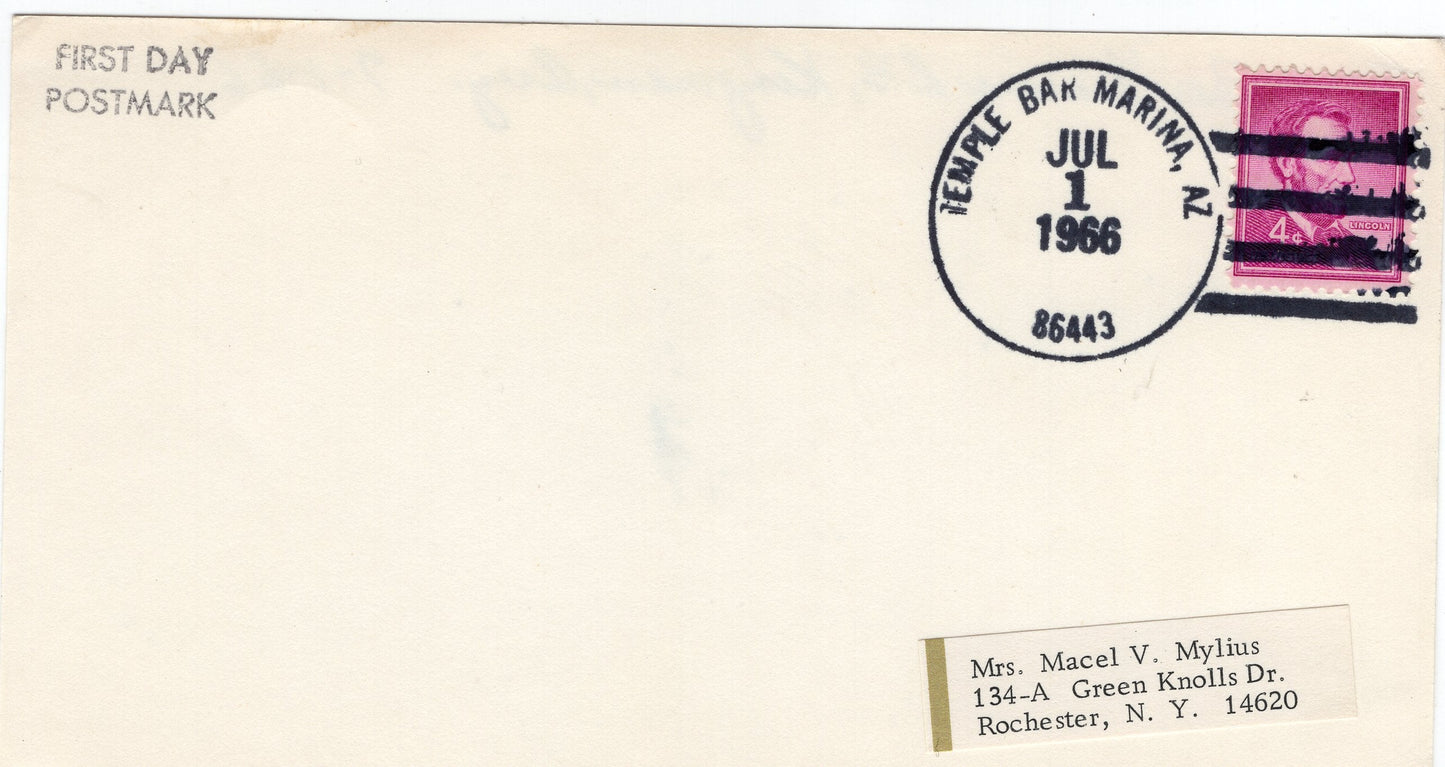 FIRST DAY
POSTMARK
TEMPLE BAR MARINA, AZ
JUL
1
1966
86443
4¢
LINCOLN
Mrs. Macel V. Mylius
134-A Green Knolls Dr.
Rochester, N. Y. 14620